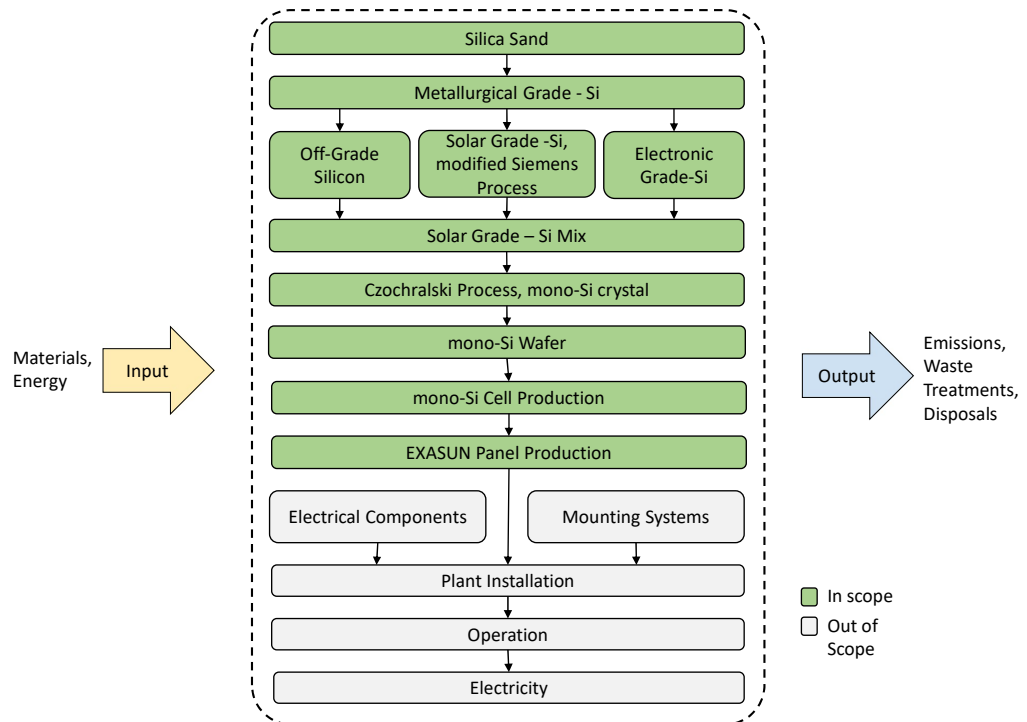 Silica Sand
Metallurgical Grade - Si
Off-Grade
Silicon
Solar Grade -Si,
modified Siemens
Process
Electronic
Grade-Si
Solar Grade – Si Mix
Czochralski Process, mono-Si crystal
mono-Si Wafer
Materials,
Energy
Input
Output
Emissions,
Waste
Treatments,
Disposals
mono-Si Cell Production
EXASUN Panel Production
Electrical Components
Mounting Systems
Plant Installation
Operation
Electricity
In scope
Out of
Scope